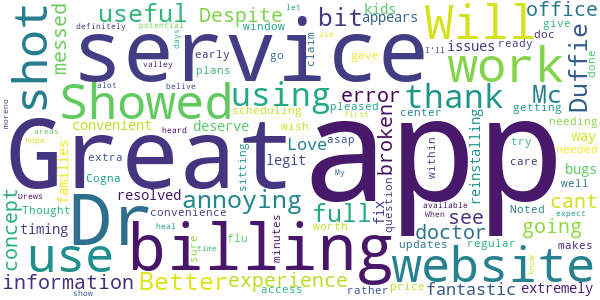 definitely potential let
Despite bit kids office
messed shot useful appears give doc
service Will
days window early go claim issues ready I'll live
valley alot belive gave plans
Showed using error work Duffie done
moreno convenient deserve scheduling pleased center thank Mc getting needing
Great app
areas hope families extra Love asap try way needed
Cogna legit wish broken within reinstalling care bugs
Drews heard sitting My cant
concept Thought resolved annoying fix question full see well
Dr convenience worth When available going
timing flu minutes doctor
use billing website updates regular makes expect
heal sure time access rather price first know
information Better experience fantastic extremely
show Noted